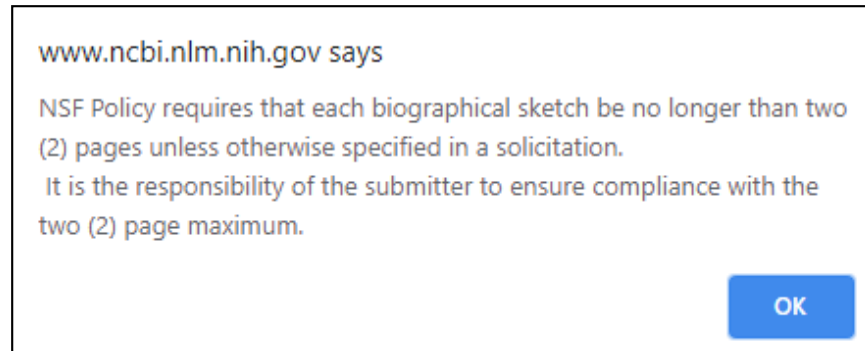 www.ncbi.nlm.nih.gov says
NSF Policy requires that each biographical sketch be no longer than two
(2) pages unless otherwise specified in a solicitation.
It is the responsibility of the submitter to ensure compliance with the
two (2) page maximum.
OK